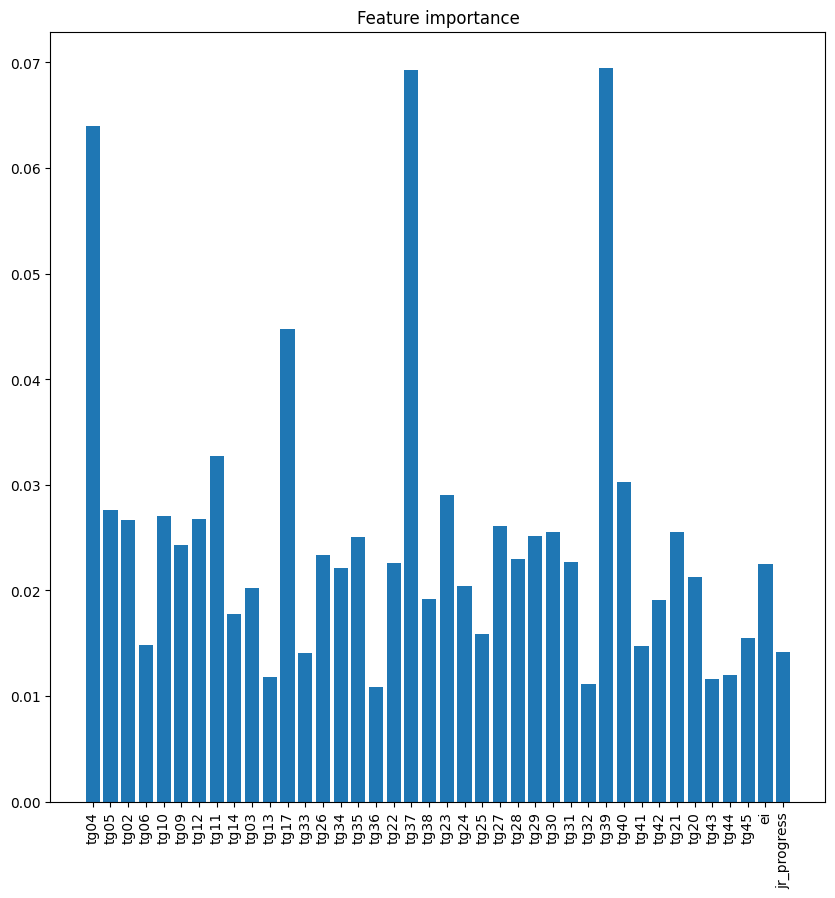 Feature importance
0.07
0.06
0.05
0.04
0.03
0.02
0.01
0.00
tg04
tg05
tg02
tg06
tg10
tg09
tg12
tg11
tg14
tg03
tg13
tg17
tg33
tg26
tg34
tg35
tg36
tg22
tg37
tg38
tg23
tg24
tg25
tg27
tg28
tg29
tg30
tg31
tg32
tg39
tg40
tg41
tg42
tg21
tg20
tg43
tg44
tg45
ei
jr_progress